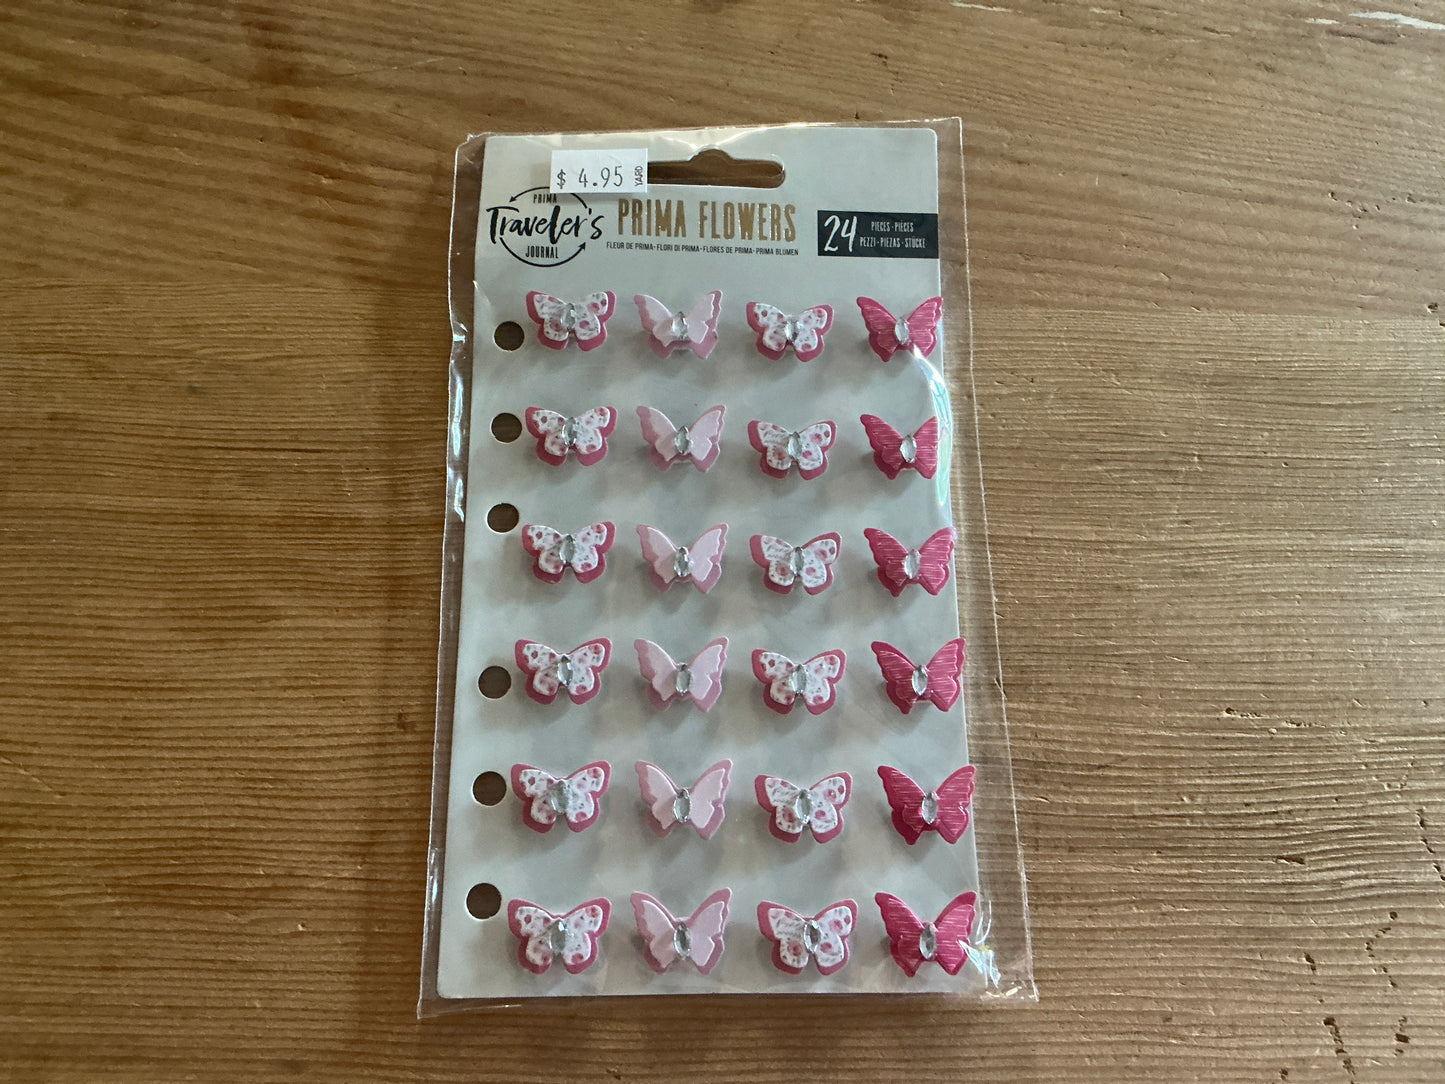 $ 4.95 YARD
PRIMA
Traveler's
JOURNAL
PRIMA FLOWERS
FLEUR DE PRIMA-FLORI DI PRIMA-FLORES DE PRIMA-PRIMA BLUMEN
24
PIECES · PIÈCES
PEZZI · PIEZAS · STÜCKE